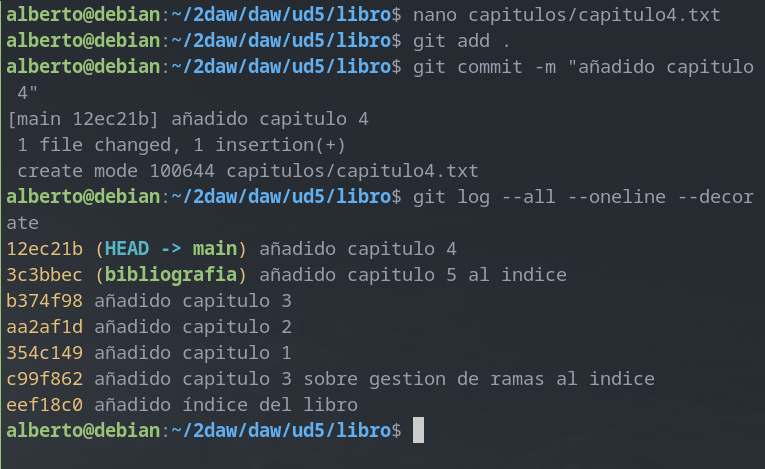 alberto@debian:~/2daw/daw/ud5/libro$ nano capitulos/capitulo4.txt
alberto@debian:~/2daw/daw/ud5/libro$ git add .
alberto@debian:~/2daw/daw/ud5/libro$ git commit -m "añadido capitulo
 4"
[main 12ec21b] añadido capitulo 4
 1 file changed, 1 insertion(+)
 create mode 100644 capitulos/capitulo4.txt
alberto@debian:~/2daw/daw/ud5/libro$ git log --all --oneline --decor
ate
12ec21b (HEAD -> main) añadido capitulo 4
3c3bbec (bibliografia) añadido capitulo 5 al indice
b374f98 añadido capitulo 3
aa2af1d añadido capitulo 2
354c149 añadido capitulo 1
c99f862 añadido capitulo 3 sobre gestion de ramas al indice
eef18c0 añadido índice del libro
alberto@debian:~/2daw/daw/ud5/libro$